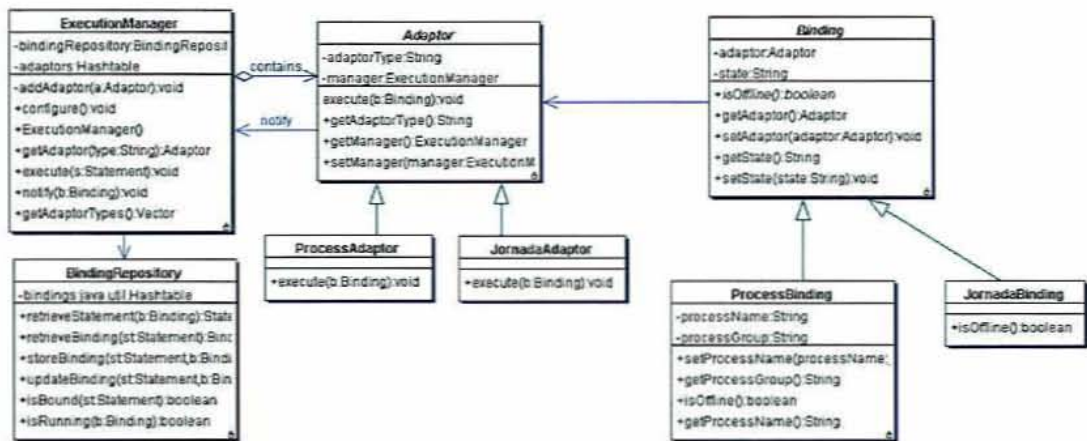 ExecutionManager
-bindingRepository:BindingReposit
-adaptors:Hashtable
-addAdaptor(a:Adaptor):void
+configure():void
+ExecutionManager()
+getAdaptor(type:String):Adaptor
+execute(s:Statement):void
+notify(b:Binding):void
+getAdaptorTypes():Vector
contains
notify
Adaptor
-adaptorType:String
-manager:ExecutionManager
execute(b:Binding):void
+getAdaptorType():String
+getManager():ExecutionManager
+setManager(manager:ExecutionM
Binding
-adaptor:Adaptor
-state:String
+isOffline():boolean
+getAdaptor():Adaptor
+setAdaptor(adaptor:Adaptor):void
+getState():String
+setState(state:String):void
BindingRepository
-bindings:java.util.Hashtable
+retrieveStatement(b:Binding):State
+retrieveBinding(st:Statement):Bind
+storeBinding(st:Statement,b:Bindi
+updateBinding(st:Statement,b:Bin
+isBound(st:Statement):boolean
+isRunning(b:Binding):boolean
ProcessAdaptor
+execute(b:Binding):void
JornadaAdaptor
+execute(b:Binding):void
ProcessBinding
-processName:String
-processGroup:String
+setProcessName(processName:
+getProcessGroup():String
+isOffline():boolean
+getProcessName():String
JornadaBinding
+isOffline():boolean